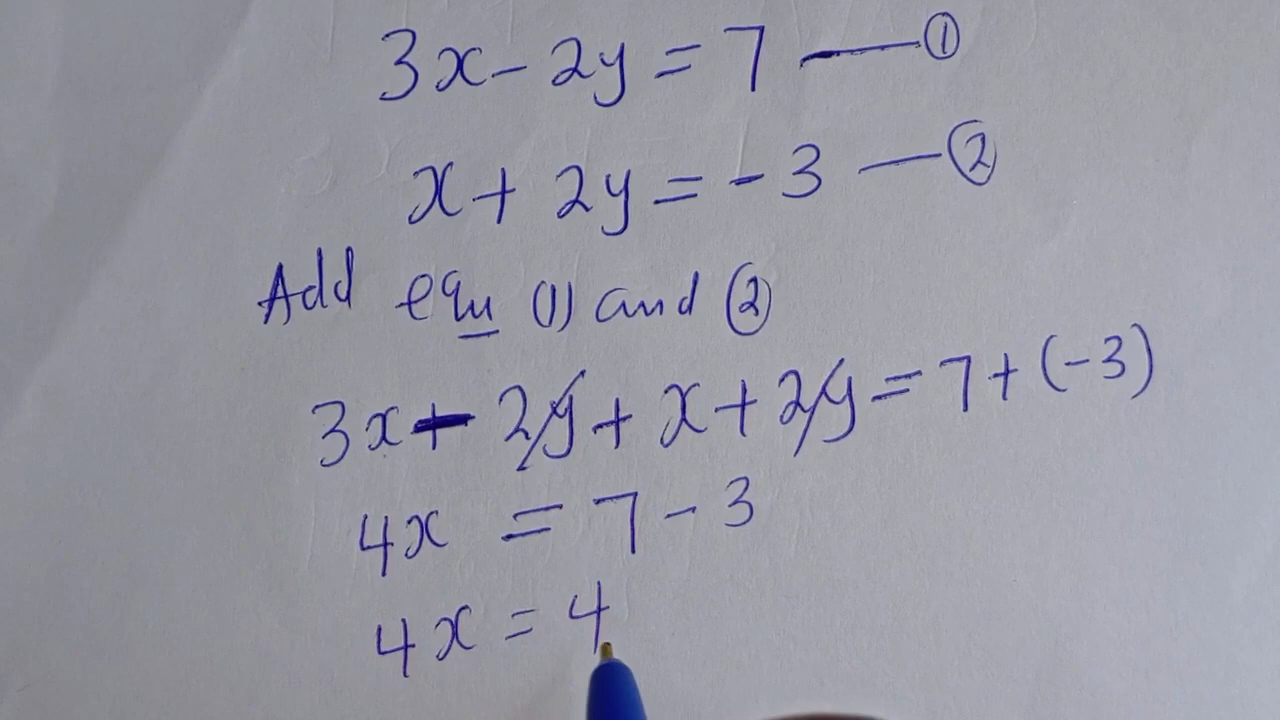 3x - 2y = 7 — ①
x + 2y = -3 — ②
Add equ (1) and ②
3x - 2y + x + 2y = 7 + (-3)
4x = 7 - 3
4x = 4